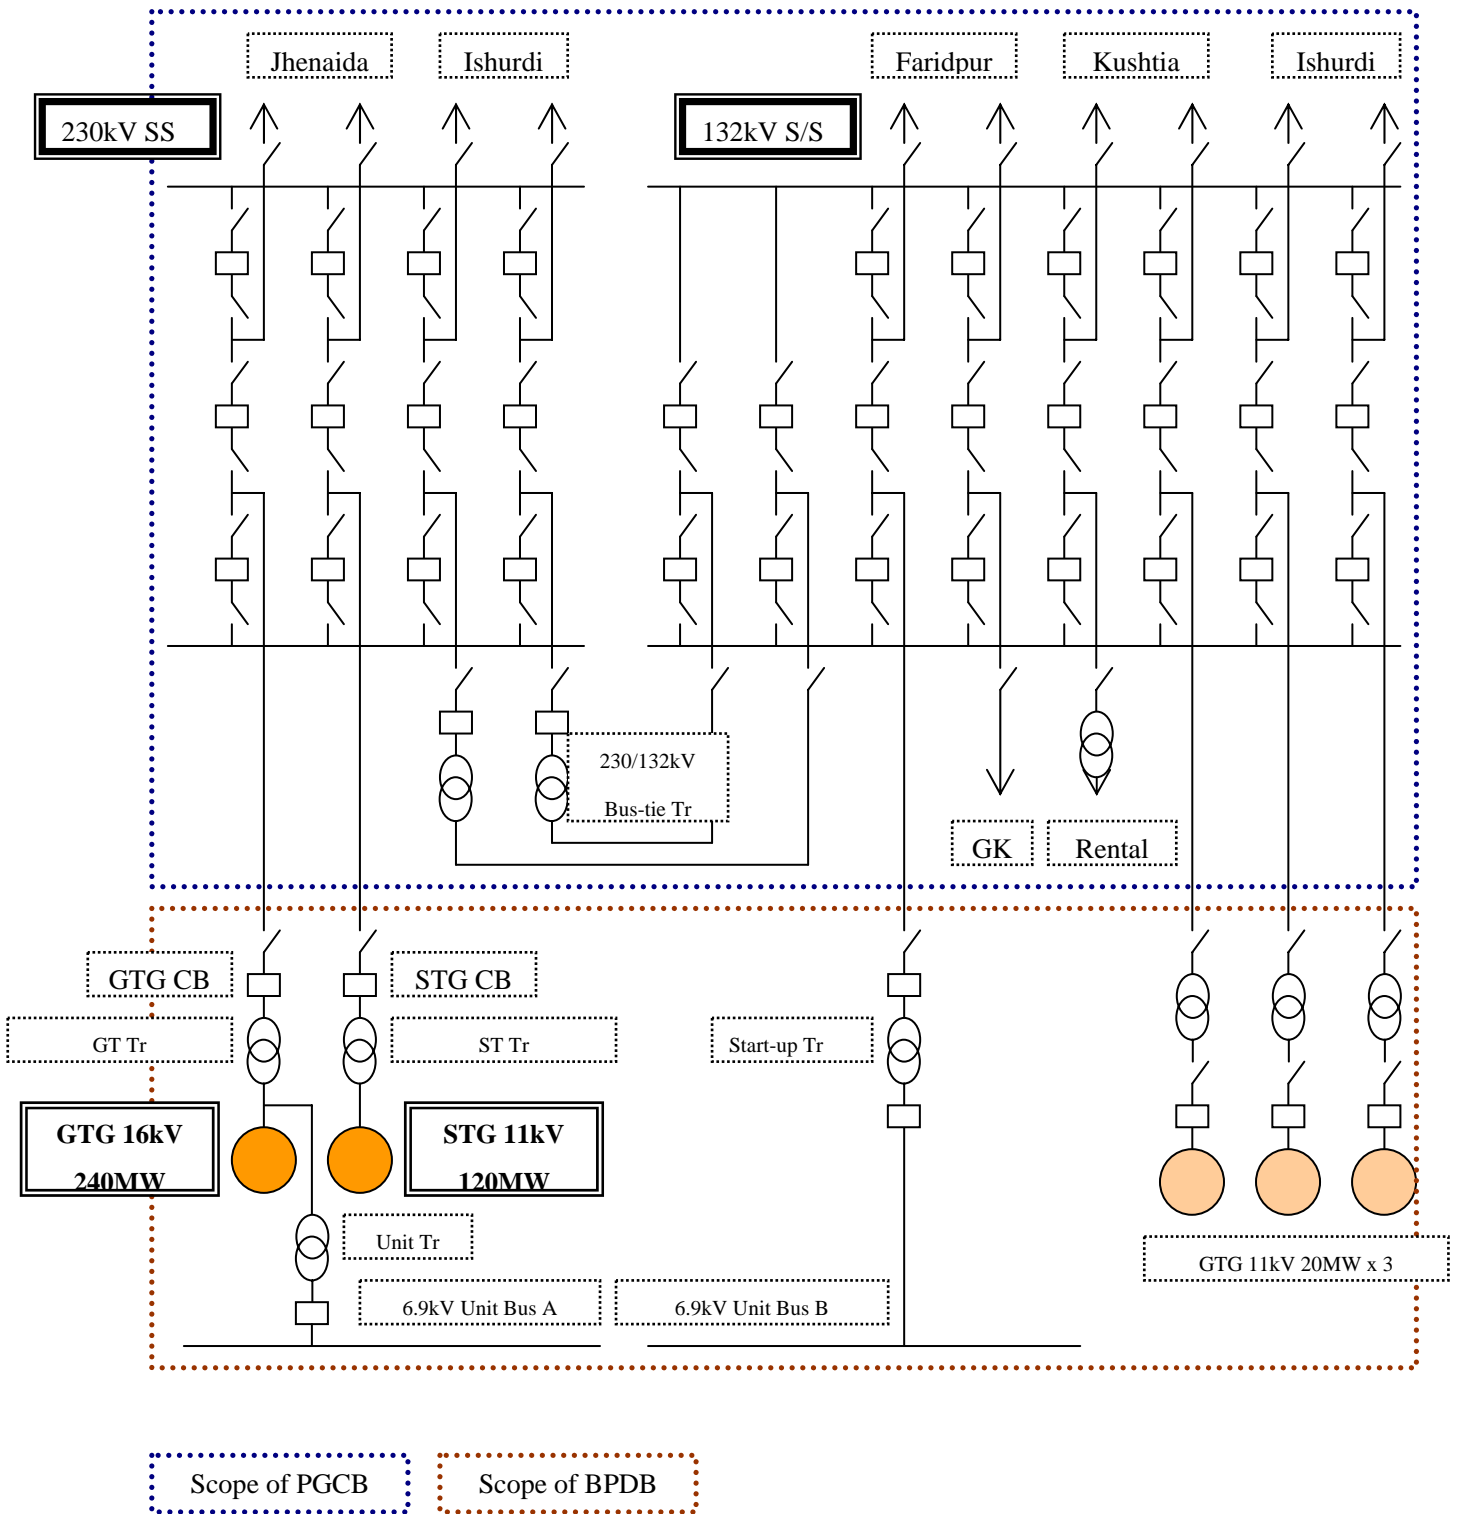 Jhenaida
Ishurdi
Faridpur
Kushtia
Ishurdi
230kV SS
132kV S/S
230/132kV
Bus-tie Tr
GK
Rental
GTG CB
STG CB
GT Tr
ST Tr
Start-up Tr
GTG 16kV
240MW
STG 11kV
120MW
Unit Tr
GTG 11kV 20MW x 3
6.9kV Unit Bus A
6.9kV Unit Bus B
Scope of PGCB
Scope of BPDB